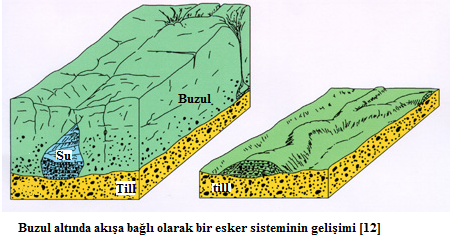 Buzul
Su
Till
till
Buzul altında akışa bağlı olarak bir esker sisteminin gelişimi [12]